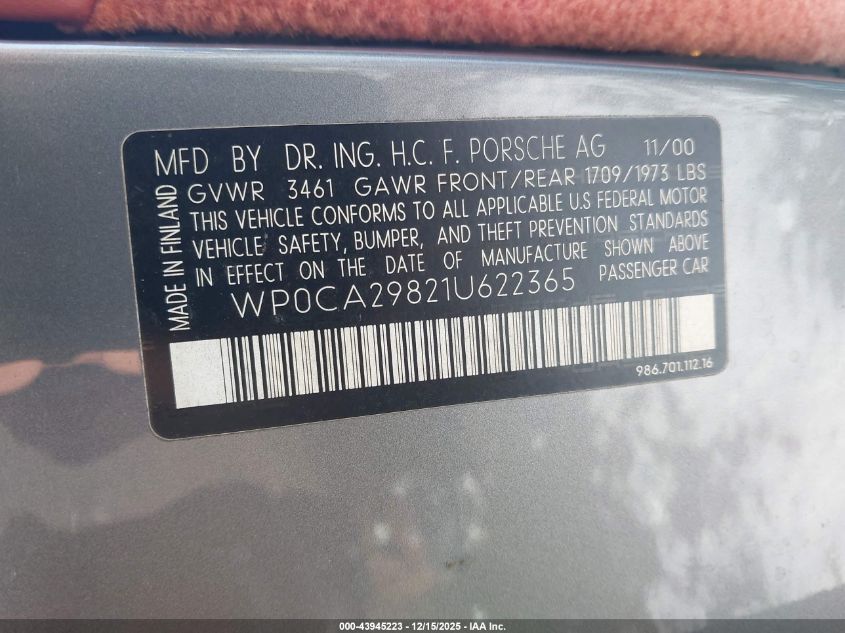 MFD BY DR. ING. H.C. F. PORSCHE AG 11/00
GVWR 3461 GAWR FRONT/REAR 1709/1973 LBS
THIS VEHICLE CONFORMS TO ALL APPLICABLE U.S FEDERAL MOTOR
VEHICLE SAFETY, BUMPER, AND THEFT PREVENTION STANDARDS
IN EFFECT ON THE DATE OF MANUFACTURE SHOWN ABOVE
WP0CA29821U622365 PASSENGER CAR
MADE IN FINLAND
986.701.112.16
000-43945223 - 12/15/2025 - IAA Inc.